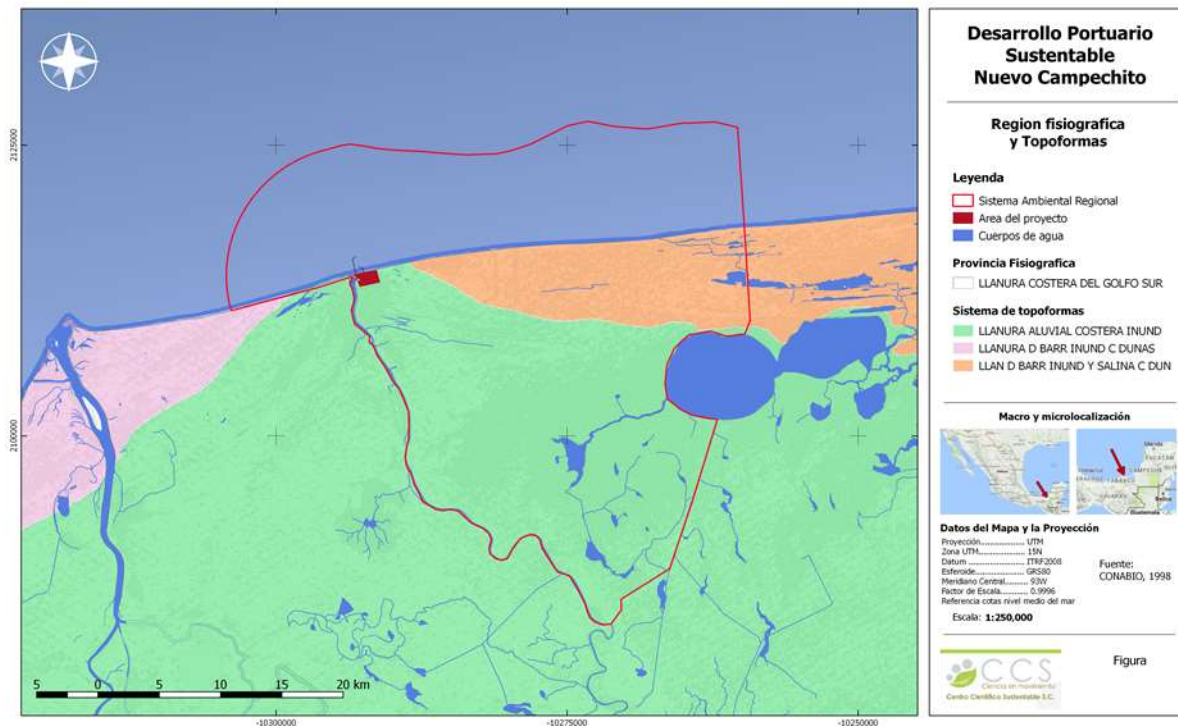 Desarrollo Portuario
Sustentable
Nuevo Campechito
Region fisiografica
y Topoformas
Leyenda
Sistema Ambiental Regional
Area del proyecto
Cuerpos de agua
Provincia Fisiografica
LLANURA COSTERA DEL GOLFO SUR
Sistema de topoformas
LLANURA ALUVIAL COSTERA INUND
LLANURA D BARR INUND C DUNAS
LLAN D BARR INUND Y SALINA C DUN
Macro y microlocalización
Datos del Mapa y la Proyección
Proyección................. UTM
Zona UTM................ 15N
Datum ................. ITRF2008
Esferoide................. GRS80
Meridiano Central......... 93W
Factor de Escala............ 0.9996
Referencia cotas nivel medio del mar
Escala: 1:250,000
Fuente:
CONABIO, 1998
CCS
Ciencia en movimiento
Centro Científico Sustentable S.C.
Figura
2125000
2100000
5 0 5 10 15 20 km
-10300000 -10275000 -10250000